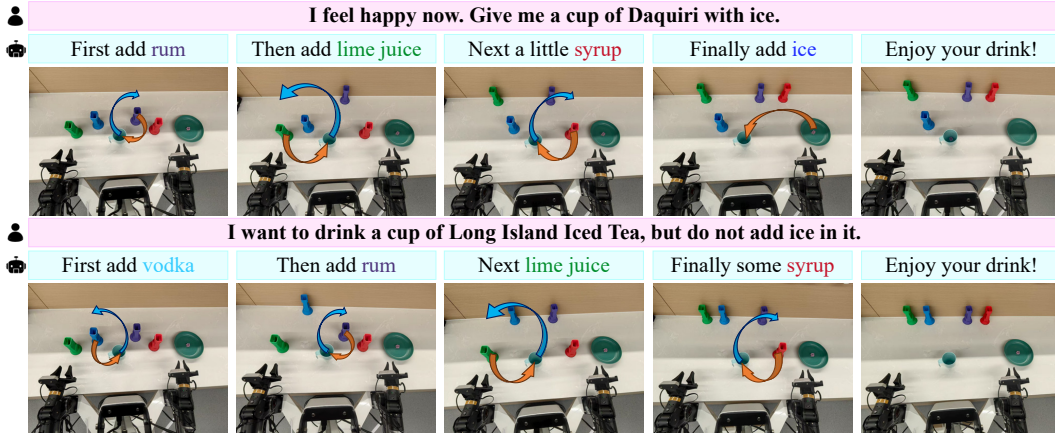 I feel happy now. Give me a cup of Daquiri with ice.
First add rum
Then add lime juice
Next a little syrup
Finally add ice
Enjoy your drink!
I want to drink a cup of Long Island Iced Tea, but do not add ice in it.
First add vodka
Then add rum
Next lime juice
Finally some syrup
Enjoy your drink!